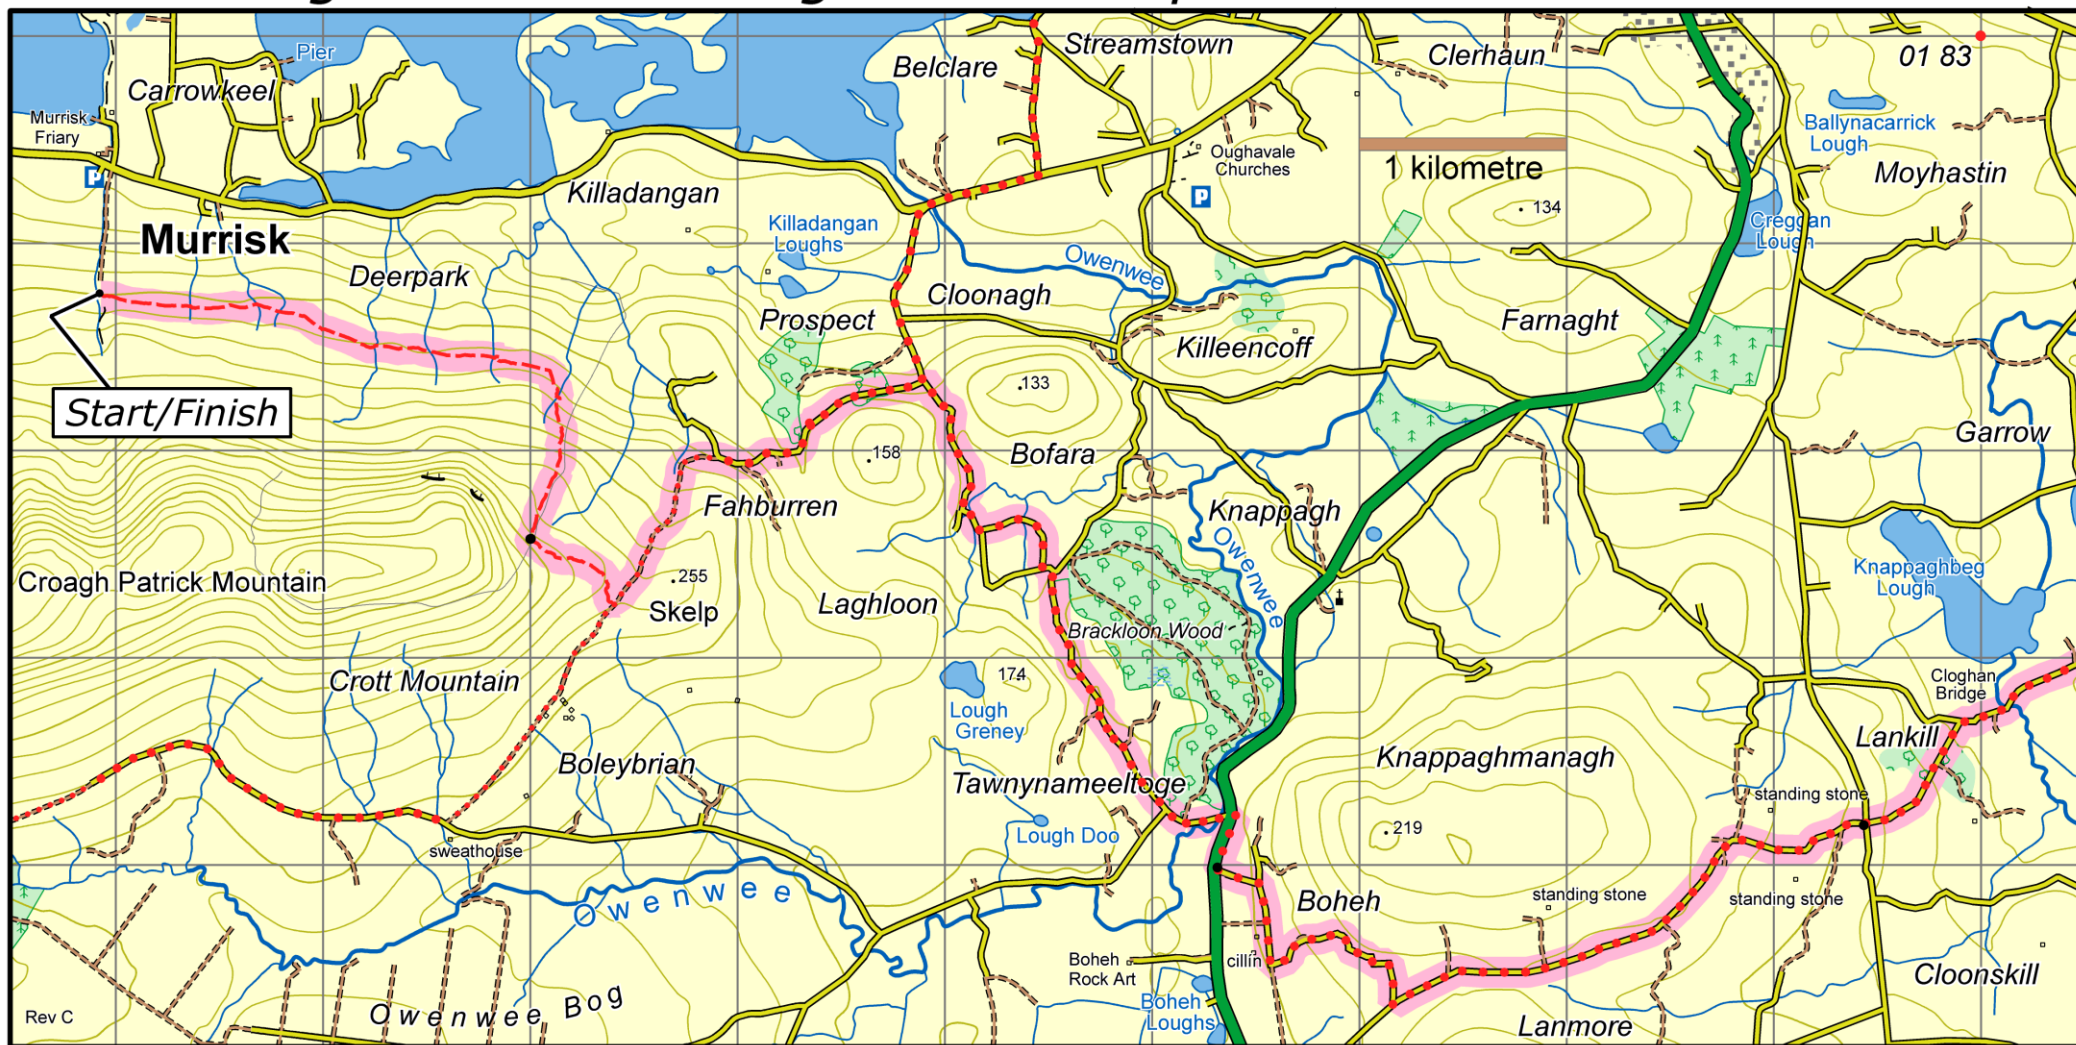 Streamstown
Clerhaun
01 83
Pier
Belclare
Carrowkeel
Murrisk
Friary
P
Oughavale
Churches
1 kilometre
Ballynacarrick
Lough
Moyhastin
Killadangan
P
134
Murrisk
Killadangan
Loughs
Creggan
Lough
Deerpark
Owenwee
Cloonagh
Prospect
Killeencoff
Farnaght
Start/Finish
133
158
Bofara
Garrow
Fahburren
Knappagh
Owenwee
Croagh Patrick Mountain
255
Skelp
Laghloon
Knappaghbeg
Lough
Brackloon Wood
Crott Mountain
174
Lough
Greney
Cloghan
Bridge
Boleybrian
Knappaghmanagh
Lankill
Tawnynameeltoge
standing stone
Lough Doo
219
sweathouse
Owenwee
Boheh
standing stone
standing stone
Boheh
Rock Art
cillín
Cloonskill
Boheh
Loughs
Owenwee Bog
Rev C
Lanmore